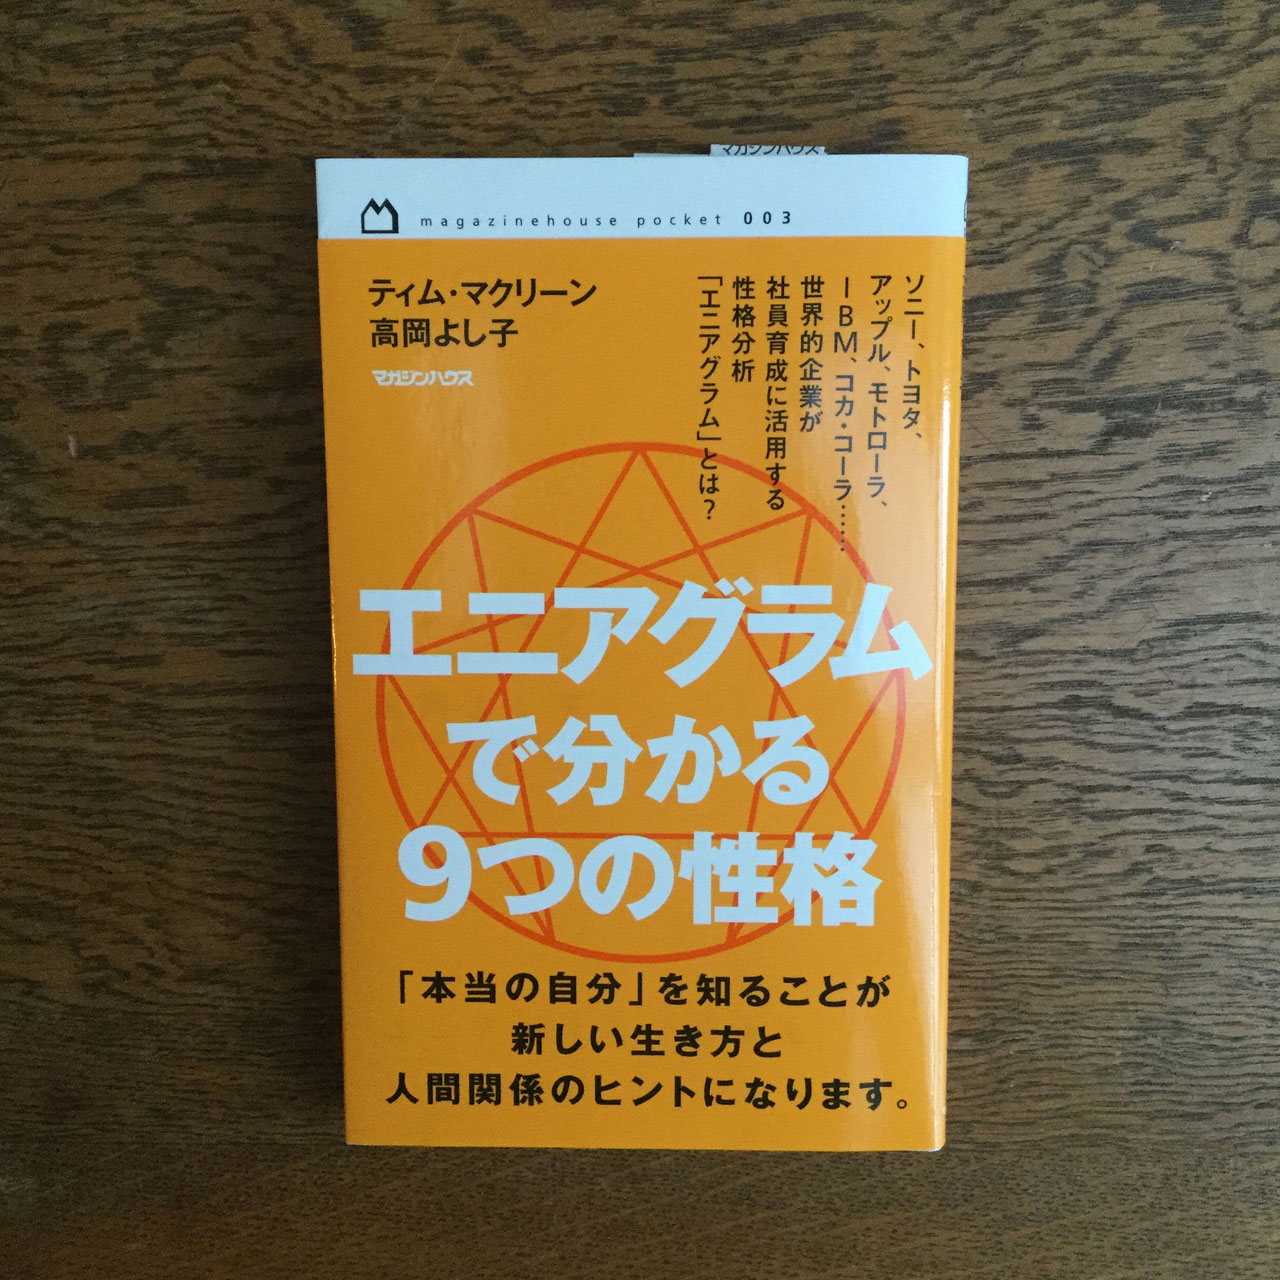 マガジンハウス
magazinehouse pocket 003
ティム・マクリーン
高岡よし子
マガジンハウス
ソニー、トヨタ、
アップル、モトローラ、
IBM、コカ・コーラ……
世界的企業が
社員育成に活用する
性格分析
「エニアグラム」とは？
エニアグラム
で分かる
9つの性格
「本当の自分」を知ることが
新しい生き方と
人間関係のヒントになります。